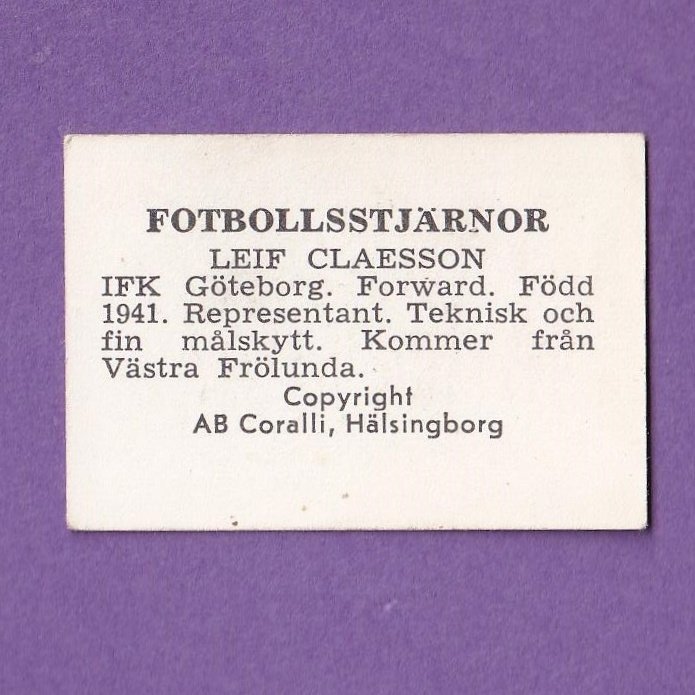 FOTBOLLSSTJÄRNOR
LEIF CLAESSON
IFK Göteborg. Forward. Född
1941. Representant. Teknisk och
fin målskytt. Kommer från
Västra Frölunda.
Copyright
AB Coralli, Hälsingborg